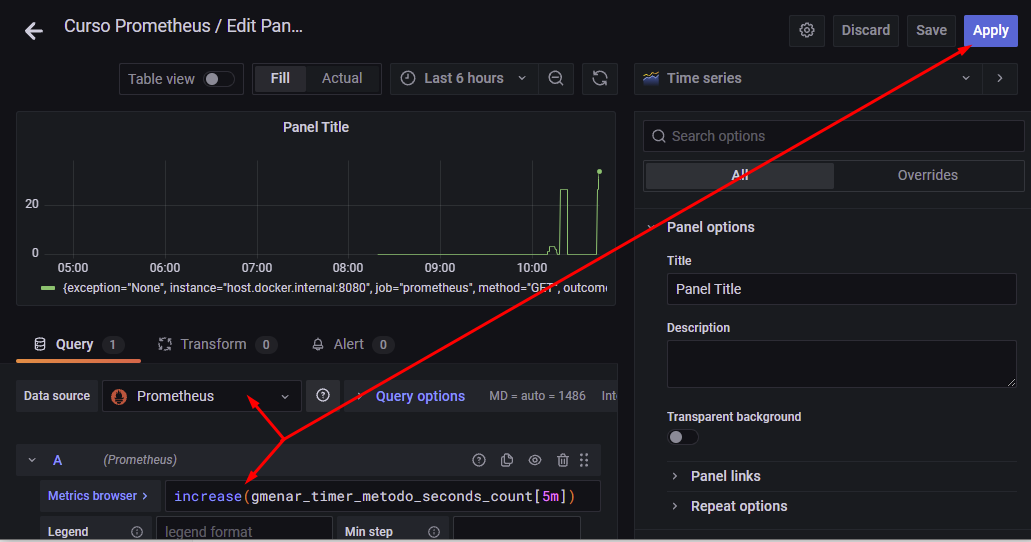 Curso Prometheus / Edit Pan...
Discard
Save
Apply
Table view
Fill
Actual
Last 6 hours
Time series
Panel Title
20
0
05:00
06:00
07:00
08:00
09:00
10:00
{exception="None", instance="host.docker.internal:8080", job="prometheus", method="GET", outcome
Search options
All
Overrides
Panel options
Title
Panel Title
Description
Transparent background
Panel links
Repeat options
Query 1
Transform 0
Alert 0
Data source
Prometheus
Query options
MD = auto = 1486
Inte
A
(Prometheus)
Metrics browser >
increase(gmenar_timer_metodo_seconds_count[5m])
Legend
legend format
Min step